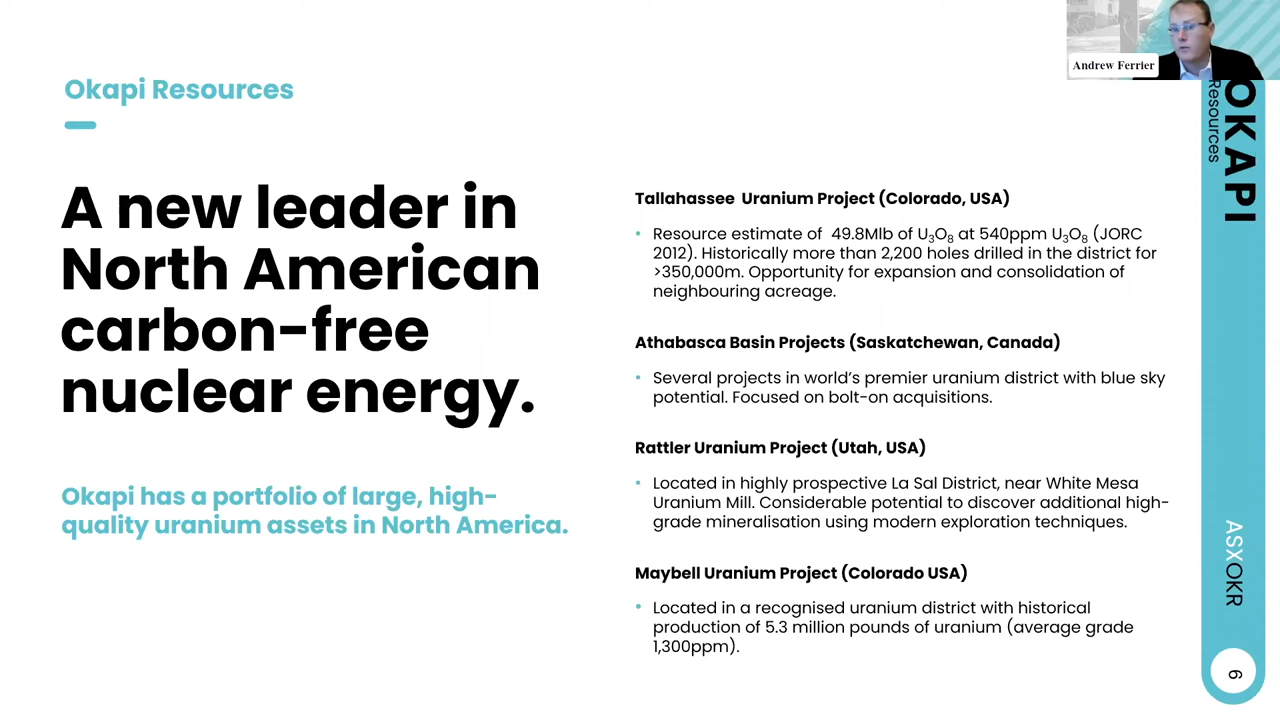 Andrew Ferrier
Okapi Resources
A new leader in
North American
carbon-free
nuclear energy.
Okapi has a portfolio of large, high-
quality uranium assets in North America.
Tallahassee Uranium Project (Colorado, USA)
• Resource estimate of 49.8Mlb of U₃O₈ at 540ppm U₃O₈ (JORC
2012). Historically more than 2,200 holes drilled in the district for
>350,000m. Opportunity for expansion and consolidation of
neighbouring acreage.
Athabasca Basin Projects (Saskatchewan, Canada)
• Several projects in world's premier uranium district with blue sky
potential. Focused on bolt-on acquisitions.
Rattler Uranium Project (Utah, USA)
• Located in highly prospective La Sal District, near White Mesa
Uranium Mill. Considerable potential to discover additional high-
grade mineralisation using modern exploration techniques.
Maybell Uranium Project (Colorado USA)
• Located in a recognised uranium district with historical
production of 5.3 million pounds of uranium (average grade
1,300ppm).
OKAPI
Resources
ASXOKR
6